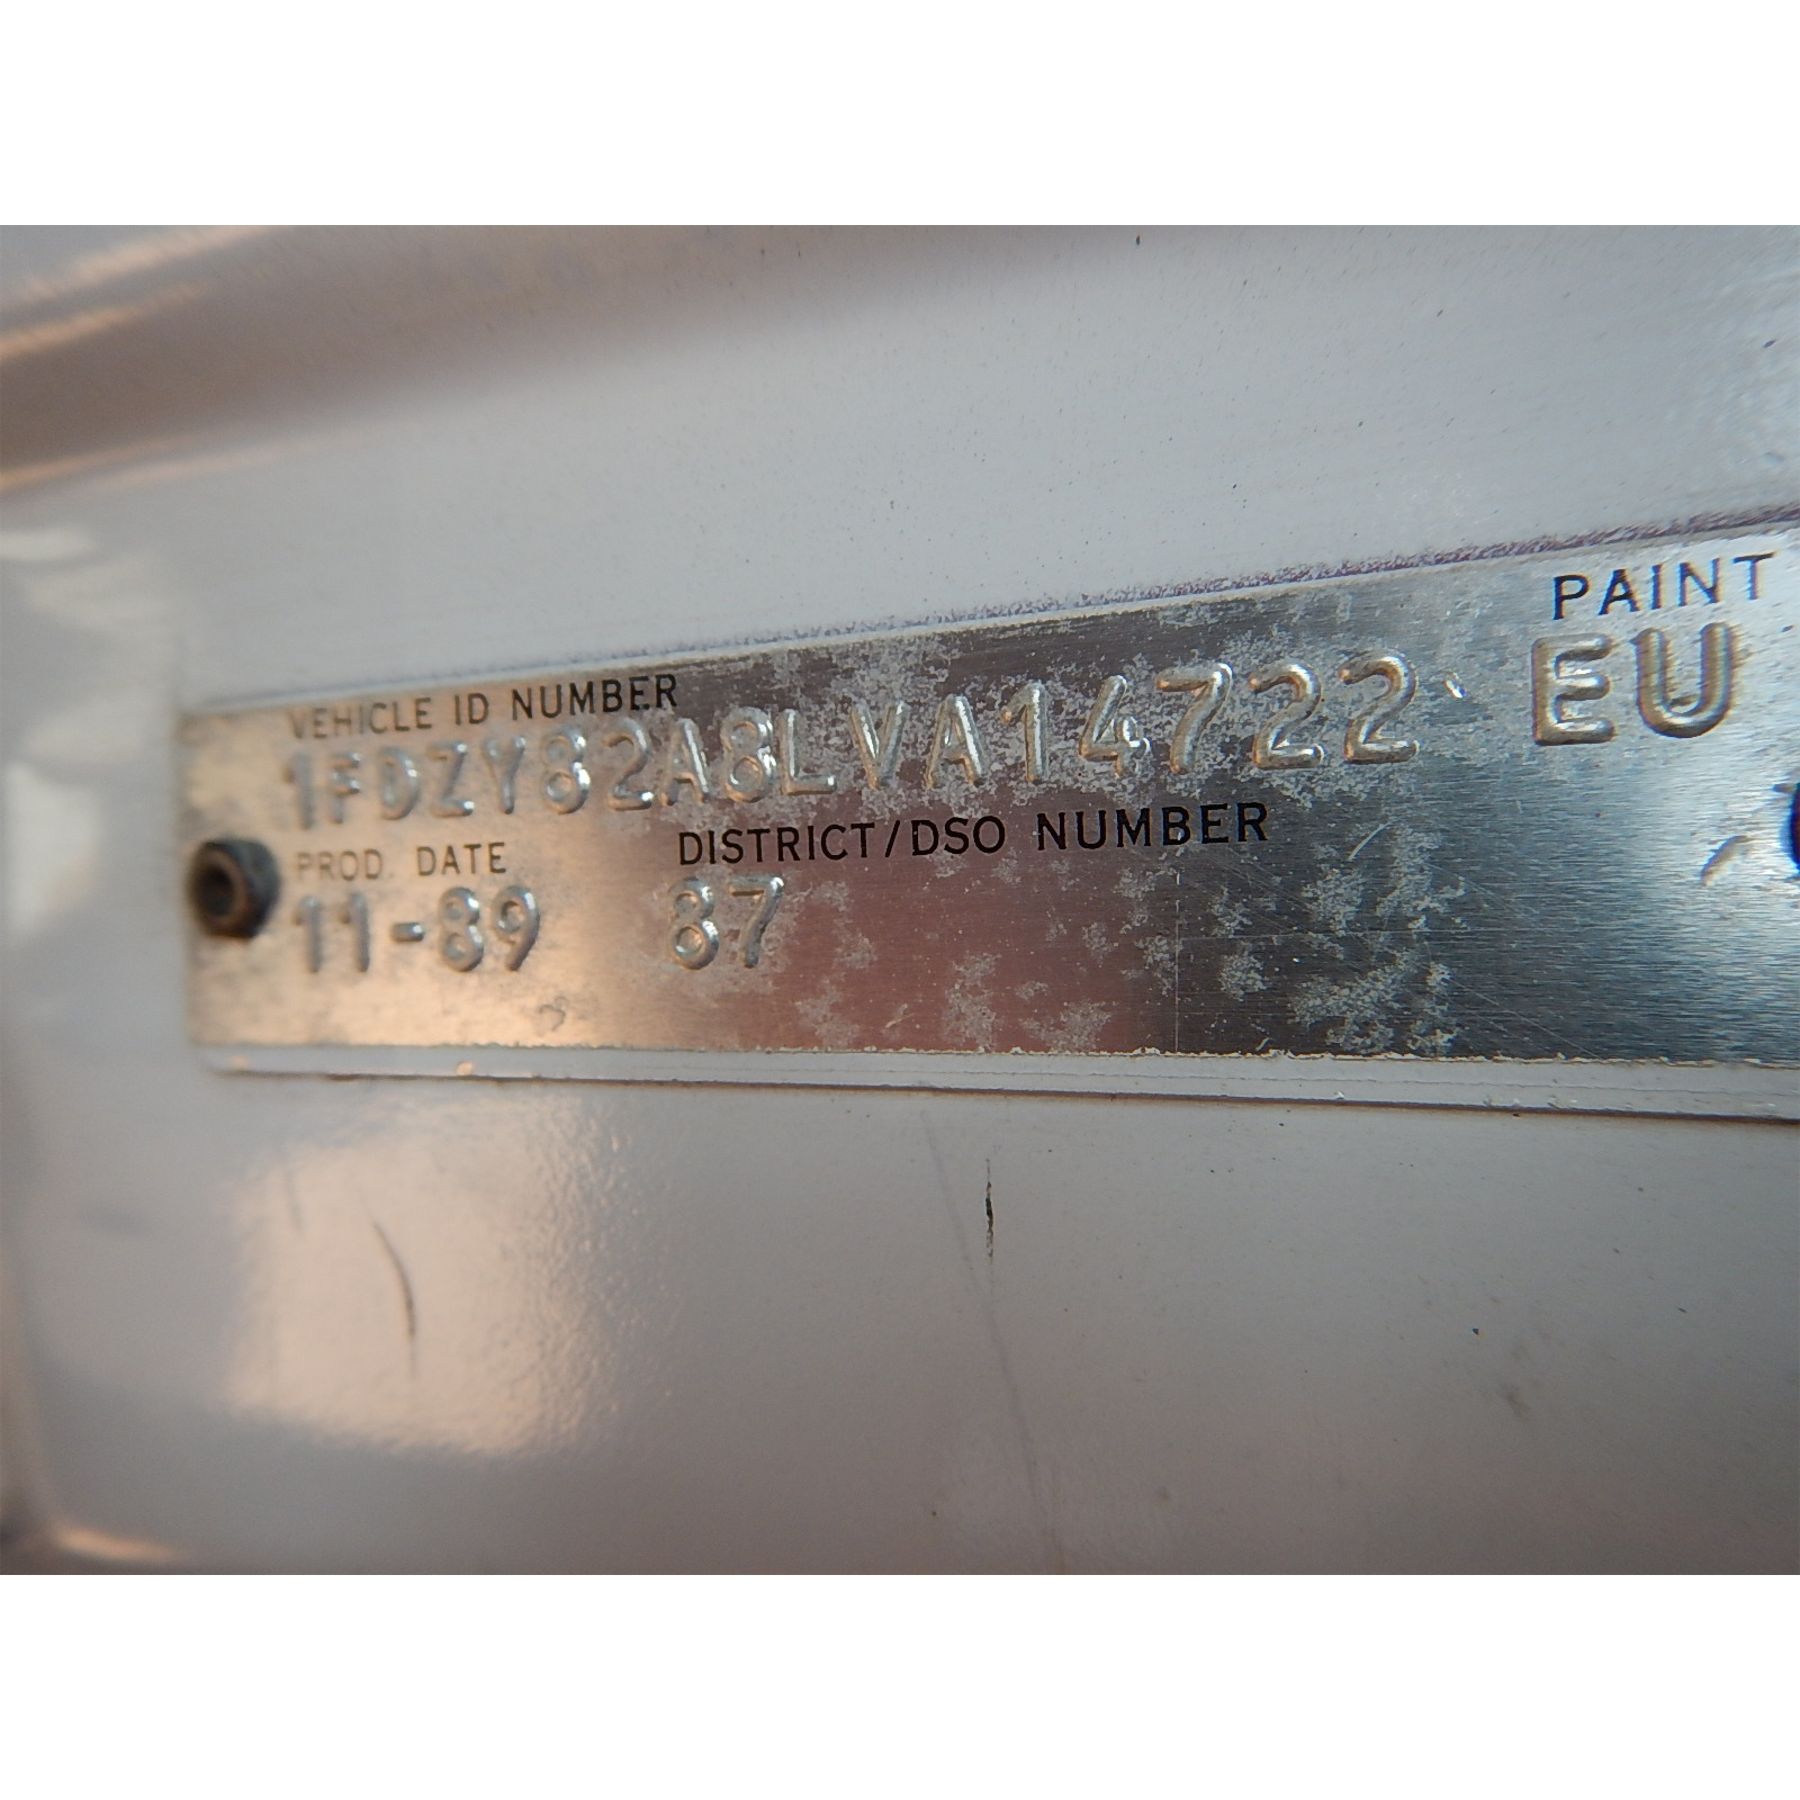 VEHICLE ID NUMBER PAINT
1FDZY82A8LVA14722 EU
PROD. DATE DISTRICT/DSO NUMBER
11-89 87